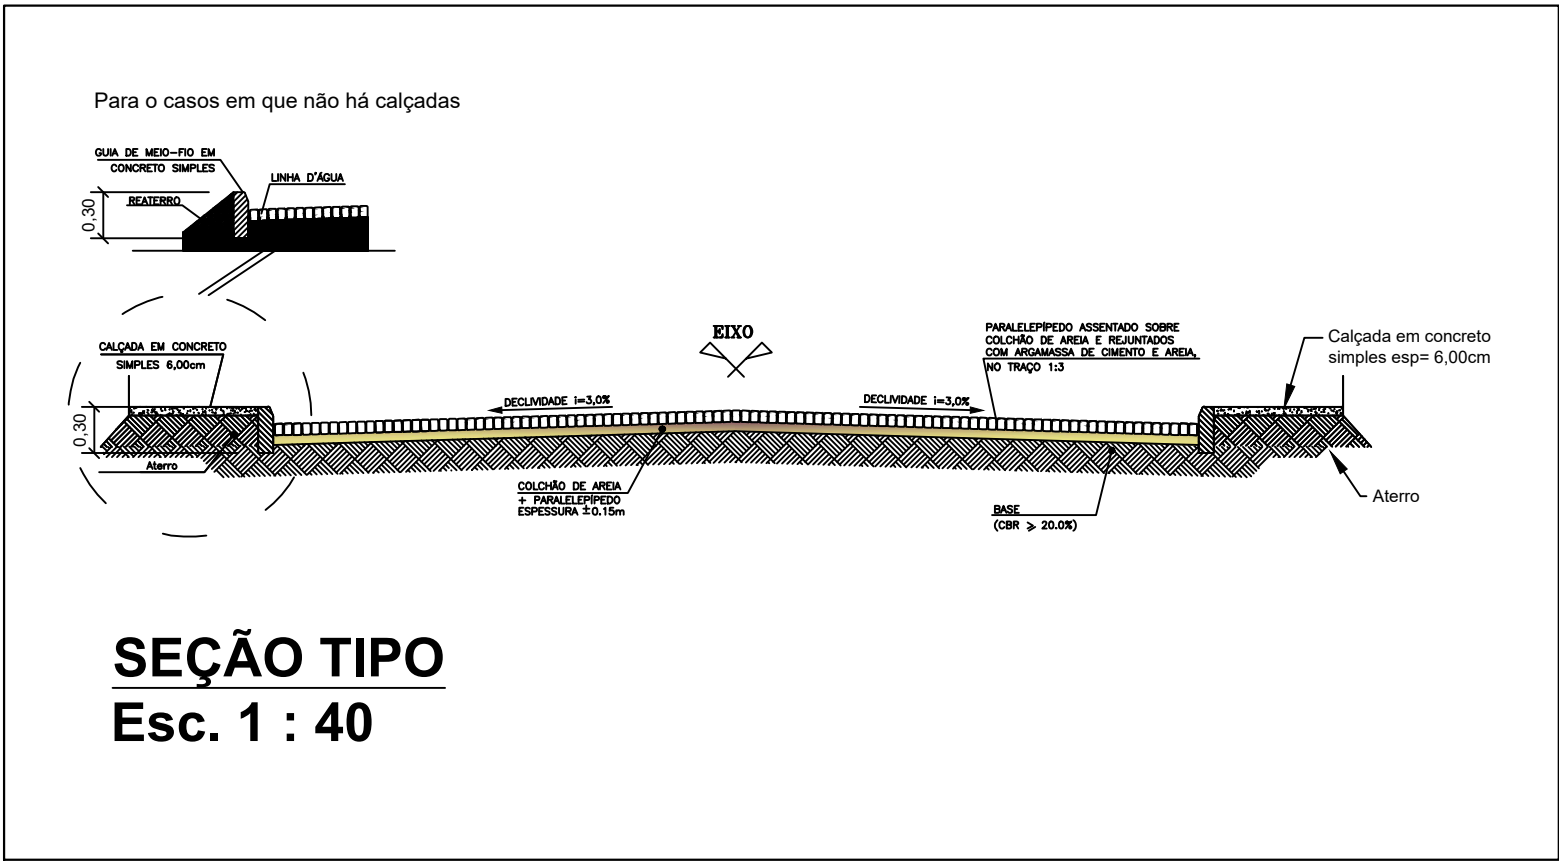 Para o casos em que não há calçadas
GUIA DE MEIO-FIO EM
CONCRETO SIMPLES
LINHA D'ÁGUA
REATERRO
0,30
CALÇADA EM CONCRETO
SIMPLES 6,00cm
0,30
Aterro
DECLIVIDADE i=3,0%
EIXO
DECLIVIDADE i=3,0%
PARALELEPÍPEDO ASSENTADO SOBRE
COLCHÃO DE AREIA E REJUNTADOS
COM ARGAMASSA DE CIMENTO E AREIA,
NO TRAÇO 1:3
Calçada em concreto
simples esp= 6,00cm
COLCHÃO DE AREIA
+ PARALELEPÍPEDO
ESPESSURA ±0.15m
BASE
(CBR ⩾ 20.0%)
Aterro
SEÇÃO TIPO
Esc. 1 : 40